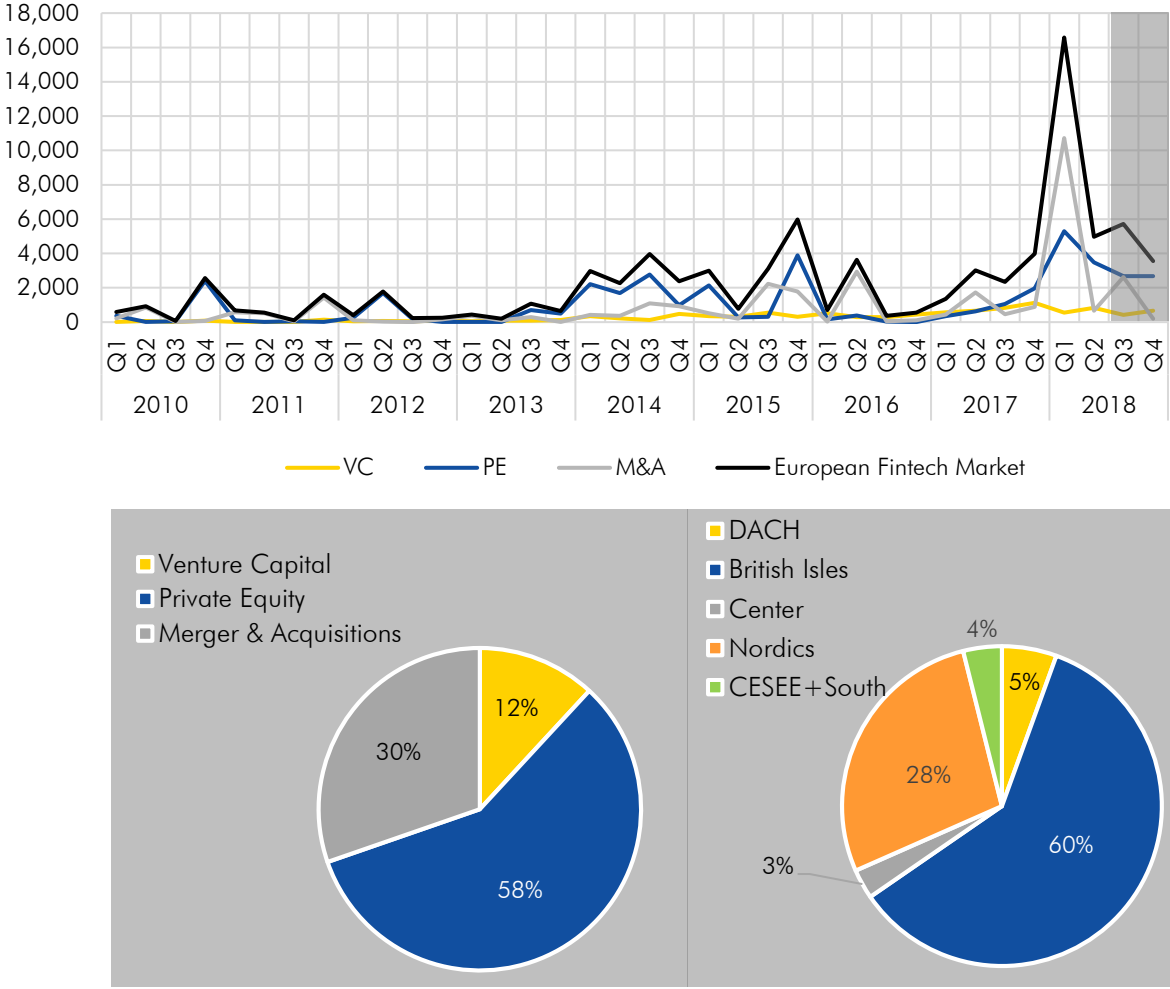 18,000
16,000
14,000
12,000
10,000
8,000
6,000
4,000
2,000
0
Q1 Q2 Q3 Q4 Q1 Q2 Q3 Q4 Q1 Q2 Q3 Q4 Q1 Q2 Q3 Q4 Q1 Q2 Q3 Q4 Q1 Q2 Q3 Q4 Q1 Q2 Q3 Q4 Q1 Q2 Q3 Q4 Q1 Q2 Q3 Q4
2010 2011 2012 2013 2014 2015 2016 2017 2018
VC PE M&A European Fintech Market
Venture Capital
Private Equity
Merger & Acquisitions
12%
30%
58%
DACH
British Isles
Center
Nordics
CESEE+South
4%
5%
28%
60%
3%